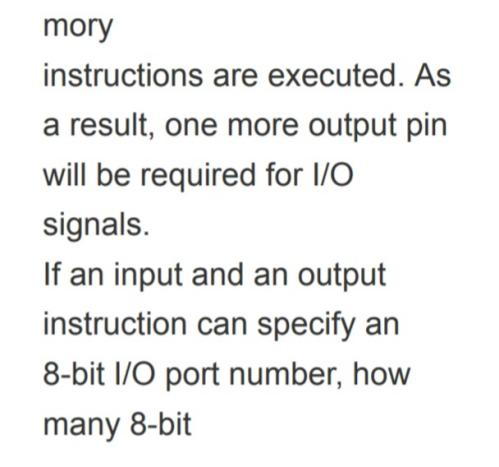 mory
instructions are executed. As
a result, one more output pin
will be required for I/O
signals.
If an input and an output
instruction can specify an
8-bit I/O port number, how
many 8-bit